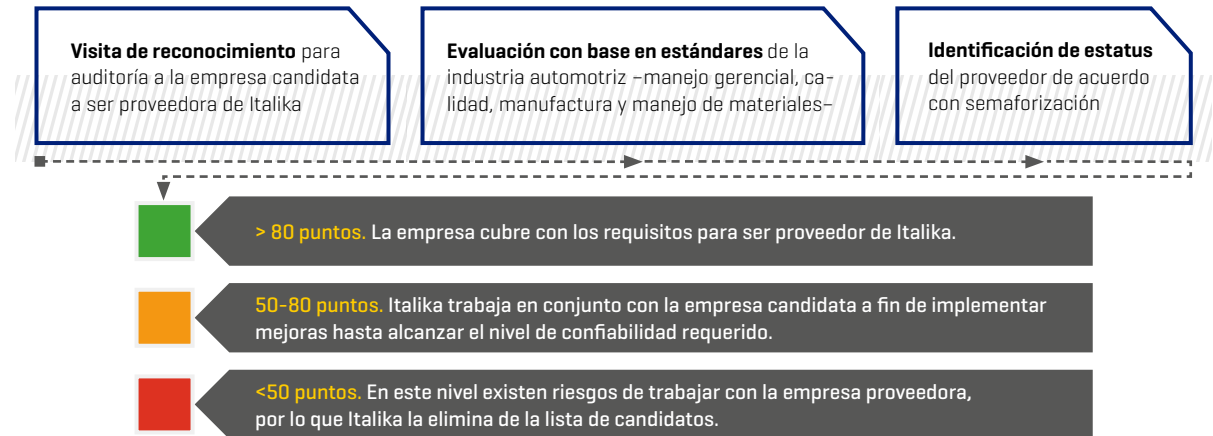 Visita de reconocimiento para
auditoría a la empresa candidata
a ser proveedora de Italika
Evaluación con base en estándares de la
industria automotriz –manejo gerencial, ca-
lidad, manufactura y manejo de materiales–
Identificación de estatus
del proveedor de acuerdo
con semaforización
> 80 puntos. La empresa cubre con los requisitos para ser proveedor de Italika.
50-80 puntos. Italika trabaja en conjunto con la empresa candidata a fin de implementar
mejoras hasta alcanzar el nivel de confiabilidad requerido.
<50 puntos. En este nivel existen riesgos de trabajar con la empresa proveedora,
por lo que Italika la elimina de la lista de candidatos.